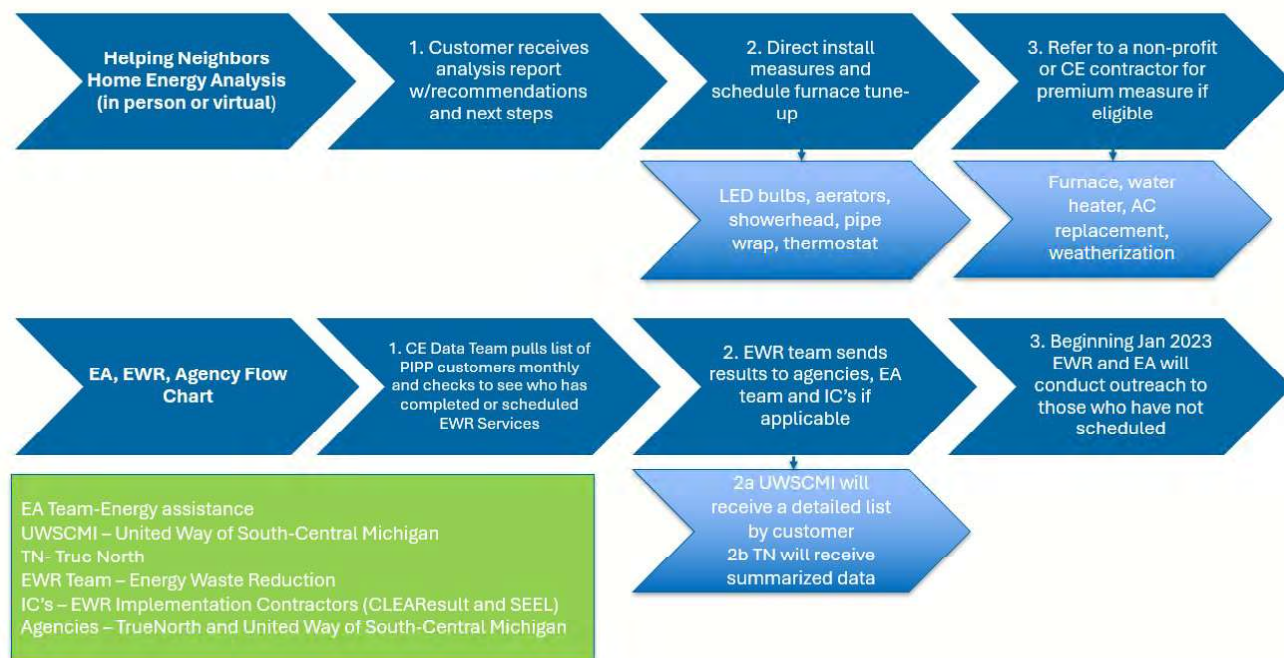 Helping Neighbors
Home Energy Analysis
(in person or virtual)
1. Customer receives
analysis report
w/recommendations
and next steps
2. Direct install
measures and
schedule furnace tune-
up
3. Refer to a non-profit
or CE contractor for
premium measure if
eligible
LED bulbs, aerators,
showerhead, pipe
wrap, thermostat
Furnace, water
heater, AC
replacement,
weatherization
EA, EWR, Agency Flow
Chart
1. CE Data Team pulls list of
PIPP customers monthly
and checks to see who has
completed or scheduled
EWR Services
2. EWR team sends
results to agencies, EA
team and IC's if
applicable
3. Beginning Jan 2023
EWR and EA will
conduct outreach to
those who have not
scheduled
2a UWSCMI will
receive a detailed list
by customer
2b TN will receive
summarized data
EA Team-Energy assistance
UWSCMI – United Way of South-Central Michigan
TN- True North
EWR Team – Energy Waste Reduction
IC's – EWR Implementation Contractors (CLEAResult and SEEL)
Agencies – TrueNorth and United Way of South-Central Michigan